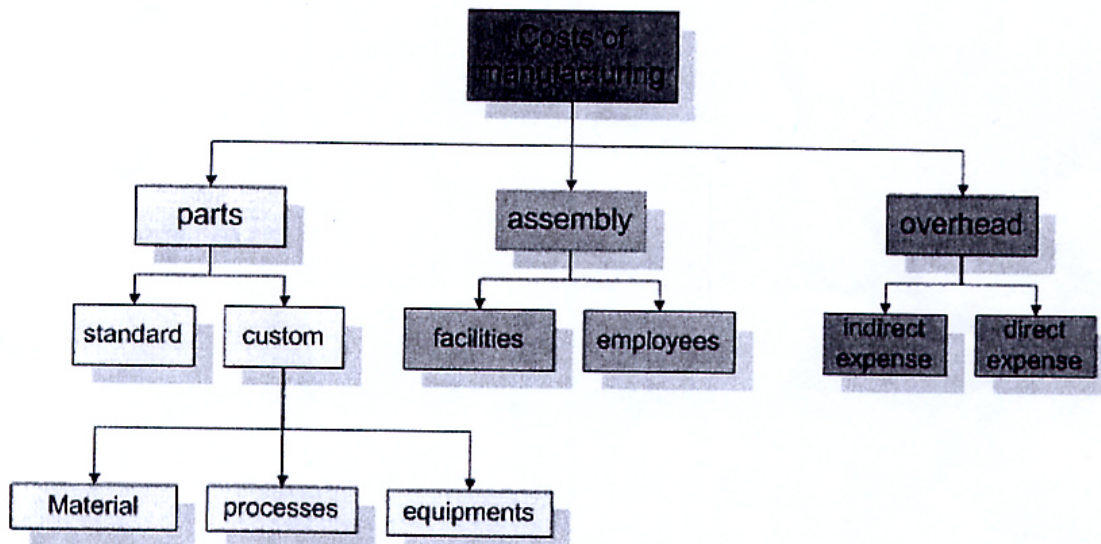 Costs of
manufacturing
parts
assembly
overhead
standard
custom
facilities
employees
indirect
expense
direct
expense
Material
processes
equipments